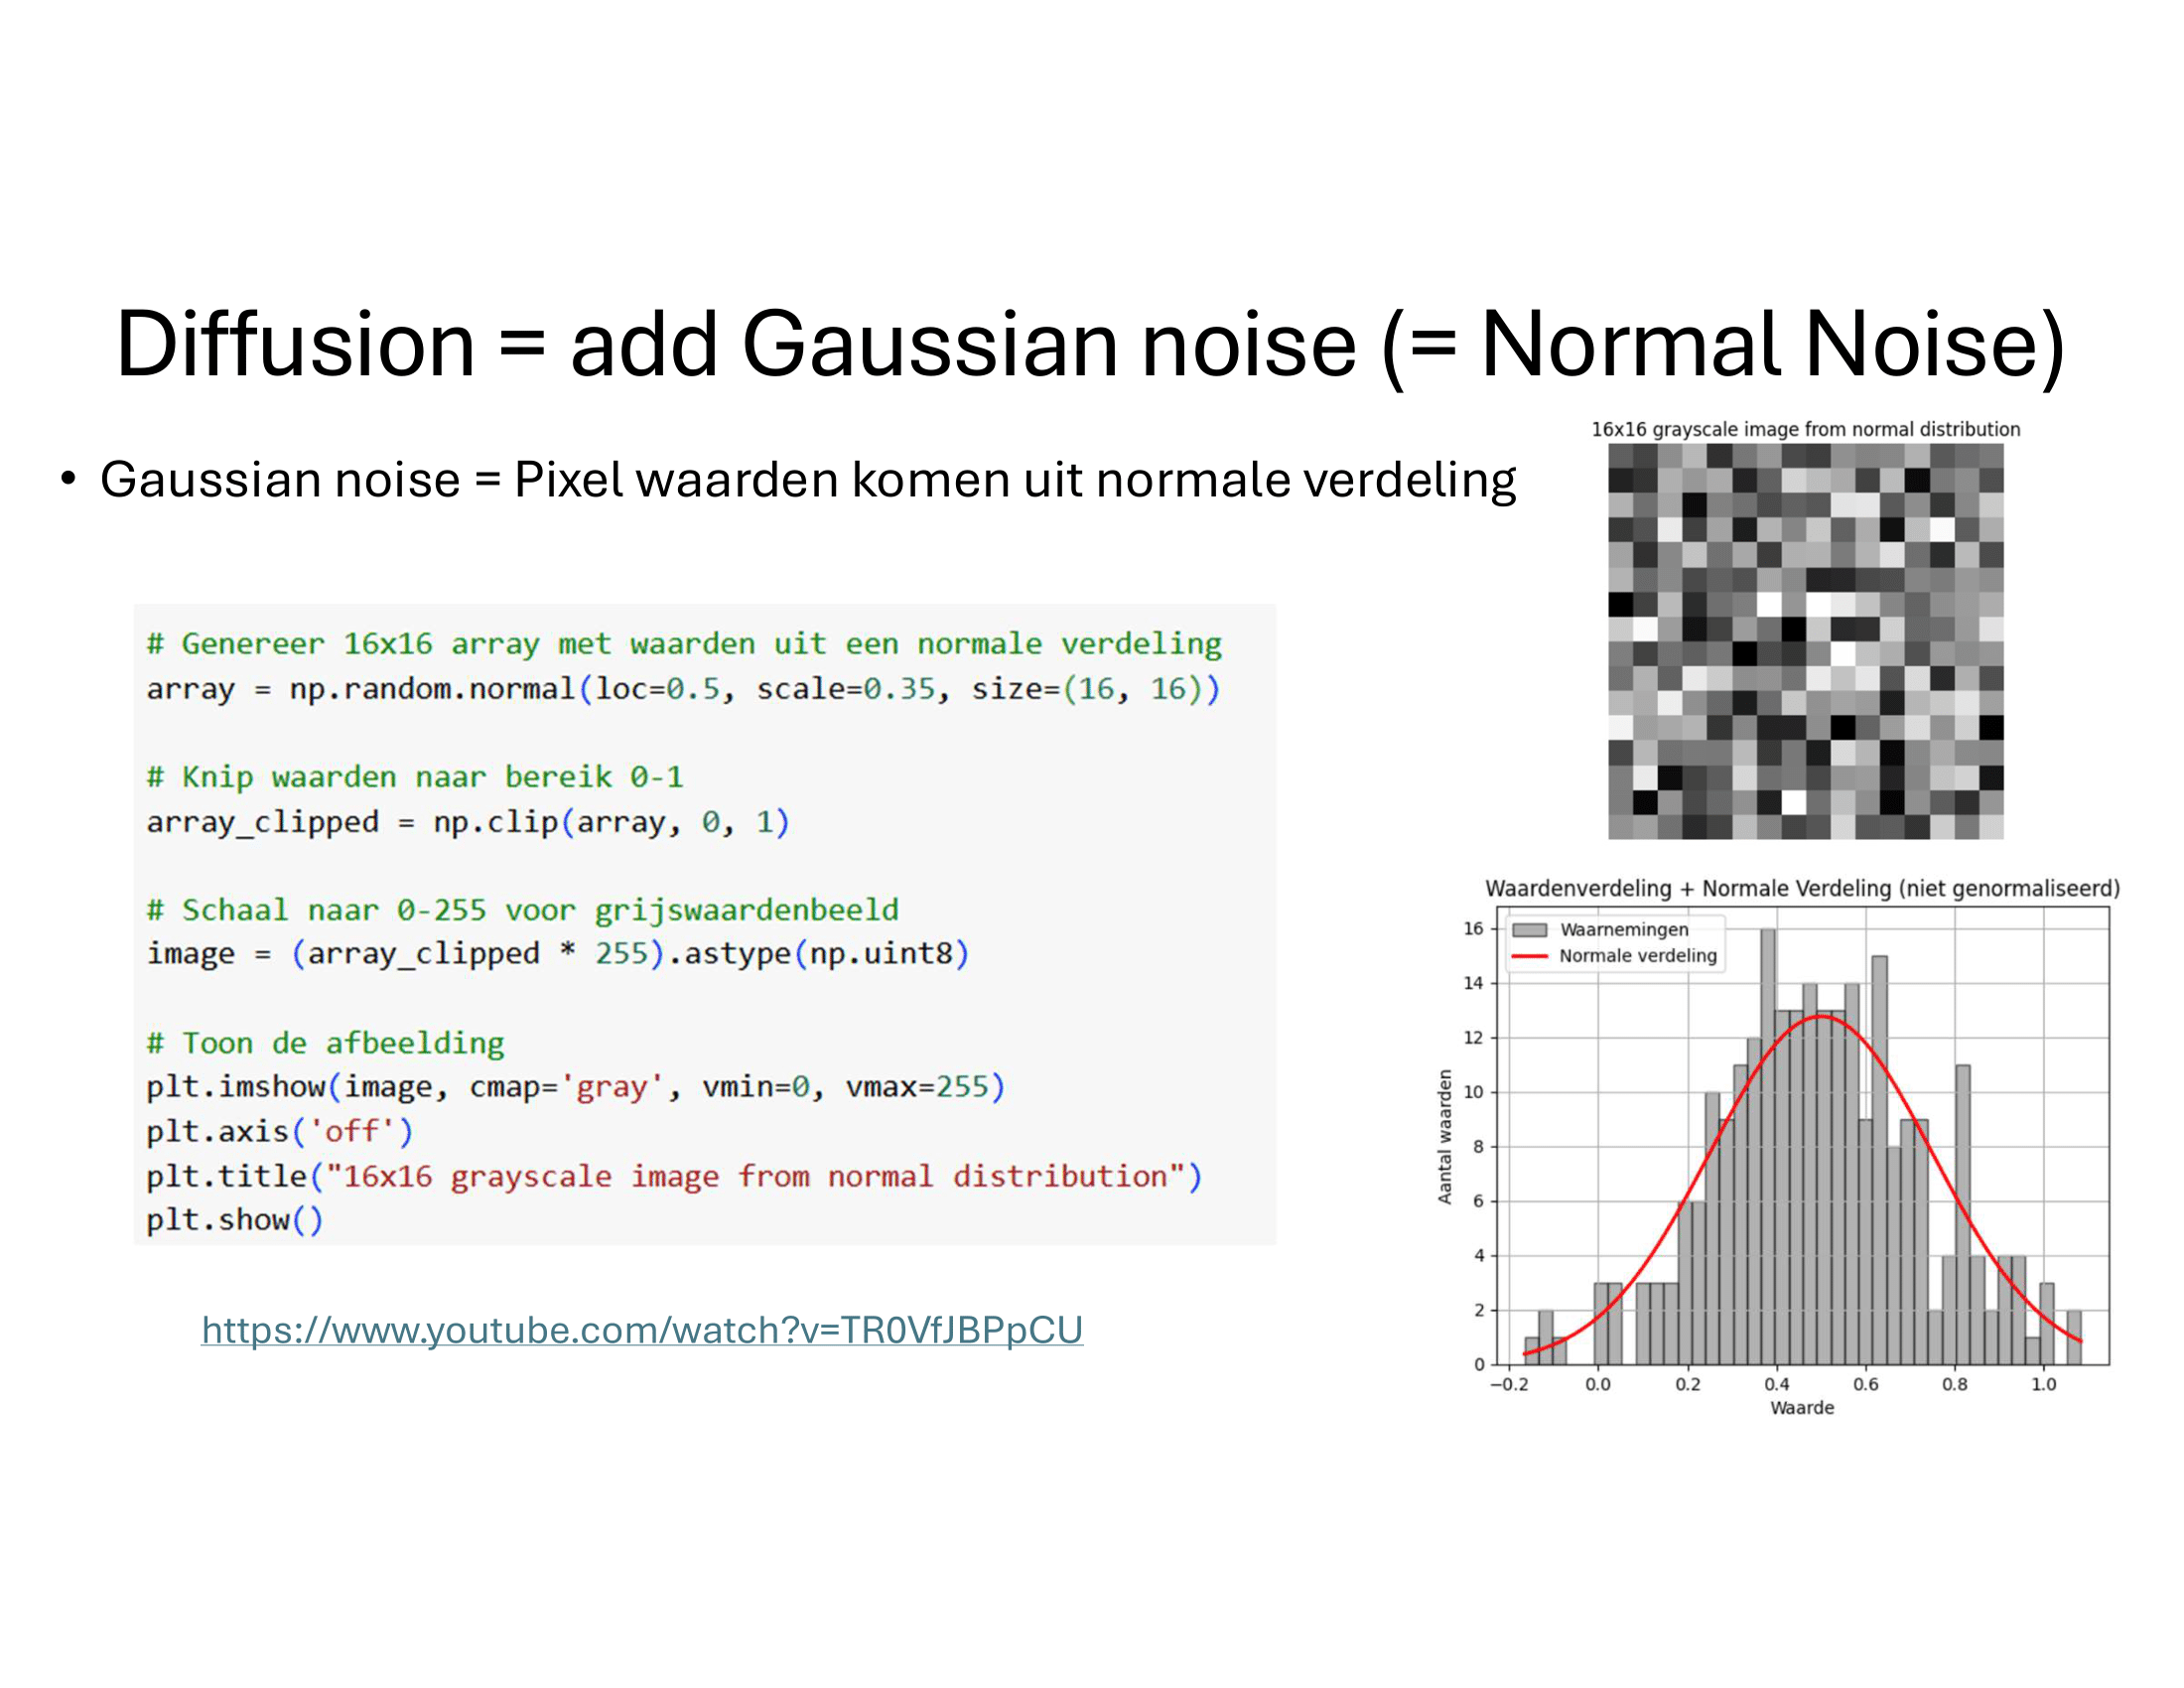 Diffusion = add Gaussian noise (= Normal Noise)
• Gaussian noise = Pixel waarden komen uit normale verdeling
# Genereer 16x16 array met waarden uit een normale verdeling
array = np.random.normal(loc=0.5, scale=0.35, size=(16, 16))
# Knip waarden naar bereik 0-1
array_clipped = np.clip(array, 0, 1)
# Schaal naar 0-255 voor grijswaardenbeeld
image = (array_clipped * 255).astype(np.uint8)
# Toon de afbeelding
plt.imshow(image, cmap='gray', vmin=0, vmax=255)
plt.axis('off')
plt.title("16x16 grayscale image from normal distribution")
plt.show()
https://www.youtube.com/watch?v=TR0VfJBPpCU
16x16 grayscale image from normal distribution
Waardenverdeling + Normale Verdeling (niet genormaliseerd)
Waarnemingen
Normale verdeling
Aantal waarden
16
14
12
10
8
6
4
2
0
−0.2 0.0 0.2 0.4 0.6 0.8 1.0
Waarde